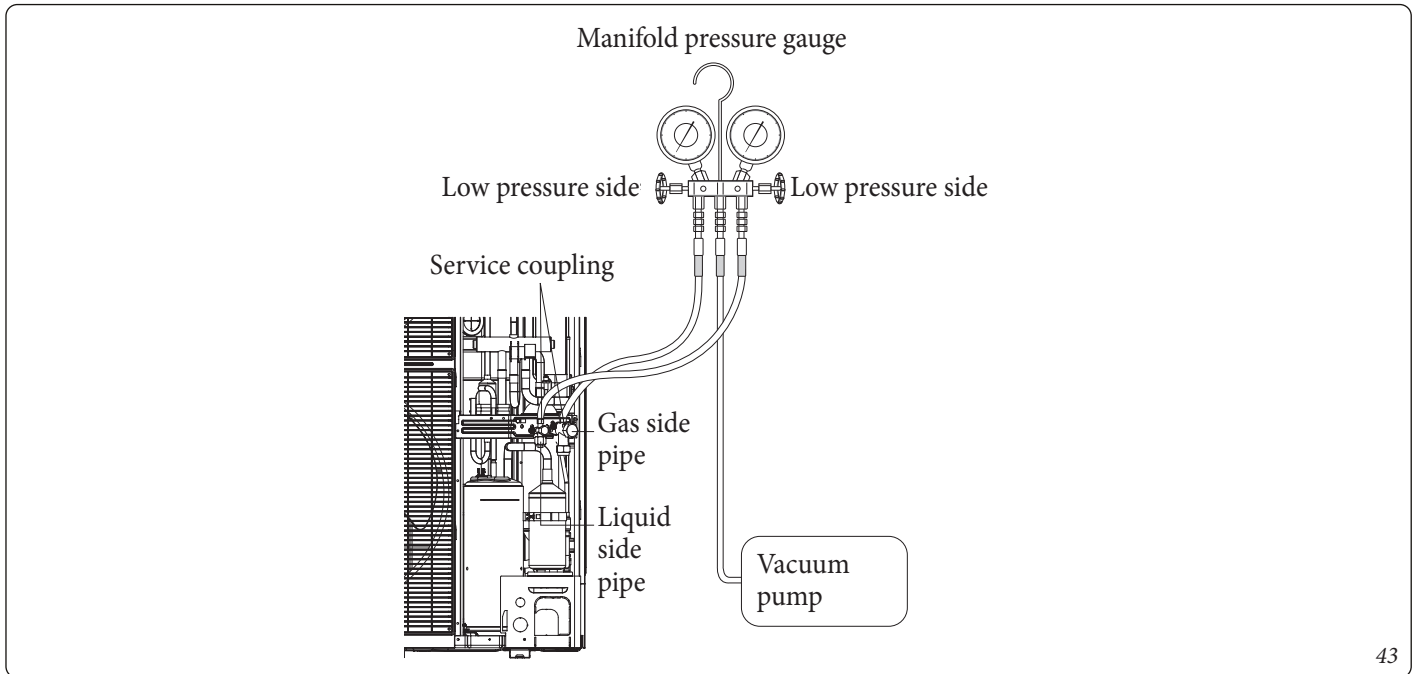 Manifold pressure gauge
Low pressure side
Low pressure side
Service coupling
Gas side
pipe
Liquid
side
pipe
Vacuum
pump
43